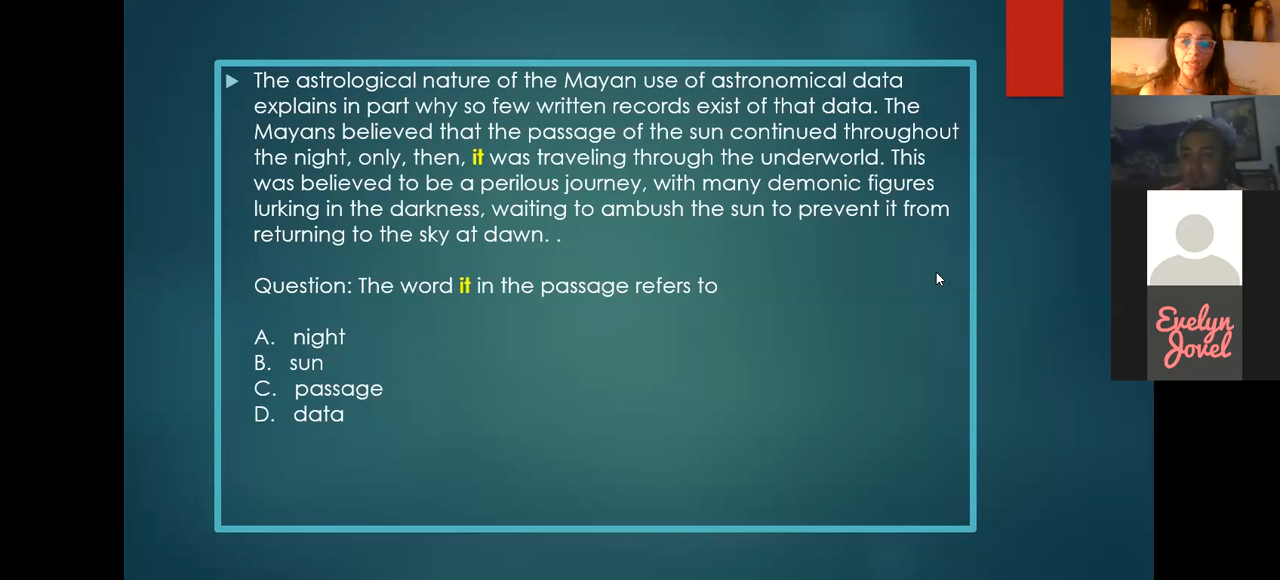 The astrological nature of the Mayan use of astronomical data
explains in part why so few written records exist of that data. The
Mayans believed that the passage of the sun continued throughout
the night, only, then, it was traveling through the underworld. This
was believed to be a perilous journey, with many demonic figures
lurking in the darkness, waiting to ambush the sun to prevent it from
returning to the sky at dawn. .
Question: The word it in the passage refers to
A. night
B. sun
C. passage
D. data
Evelyn
Jovel